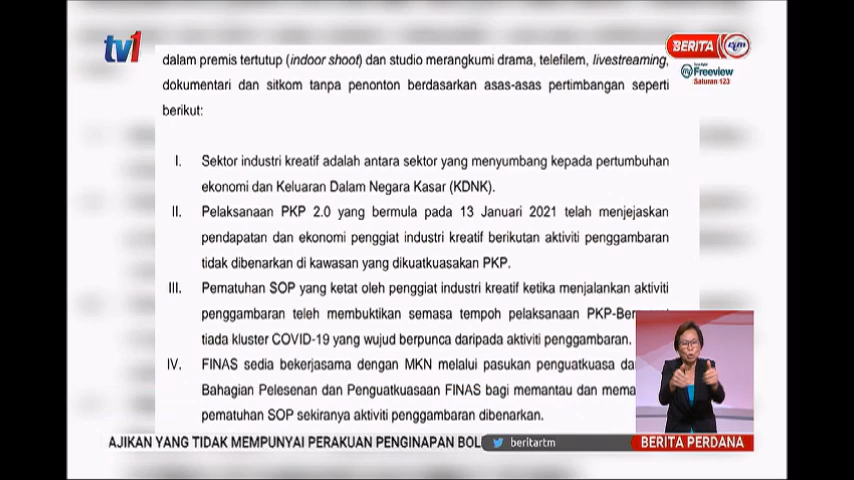 tv1
BERITA rtm
Freeview
Saluran 123
dalam premis tertutup (indoor shoot) dan studio merangkumi drama, telefilem, livestreaming,
dokumentari dan sitkom tanpa penonton berdasarkan asas-asas pertimbangan seperti
berikut:
I. Sektor industri kreatif adalah antara sektor yang menyumbang kepada pertumbuhan
ekonomi dan Keluaran Dalam Negara Kasar (KDNK).
II. Pelaksanaan PKP 2.0 yang bermula pada 13 Januari 2021 telah menjejaskan
pendapatan dan ekonomi penggiat industri kreatif berikutan aktiviti penggambaran
tidak dibenarkan di kawasan yang dikuatkuasakan PKP.
III. Pematuhan SOP yang ketat oleh penggiat industri kreatif ketika menjalankan aktiviti
penggambaran teleh membuktikan semasa tempoh pelaksanaan PKP-Ber
tiada kluster COVID-19 yang wujud berpunca daripada aktiviti penggambaran.
IV. FINAS sedia bekerjasama dengan MKN melalui pasukan penguatkuasa da
Bahagian Pelesenan dan Penguatkuasaan FINAS bagi memantau dan mema
pematuhan SOP sekiranya aktiviti penggambaran dibenarkan.
AJIKAN YANG TIDAK MEMPUNYAI PERAKUAN PENGINAPAN BOL
beritartm
BERITA PERDANA